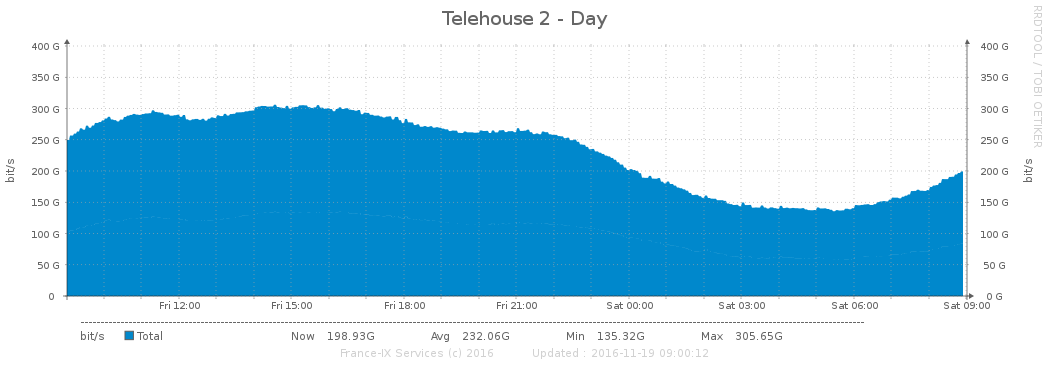 Telehouse 2 - Day
RRDTOOL / TOBI OETIKER
400 G 400 G
350 G 350 G
300 G 300 G
250 G 250 G
200 G 200 G
150 G 150 G
100 G 100 G
50 G 50 G
0 0 G
bit/s bit/s
Fri 12:00 Fri 15:00 Fri 18:00 Fri 21:00 Sat 00:00 Sat 03:00 Sat 06:00 Sat 09:00
bit/s Total Now 198.93G Avg 232.06G Min 135.32G Max 305.65G
France-IX Services (c) 2016 Updated : 2016-11-19 09:00:12